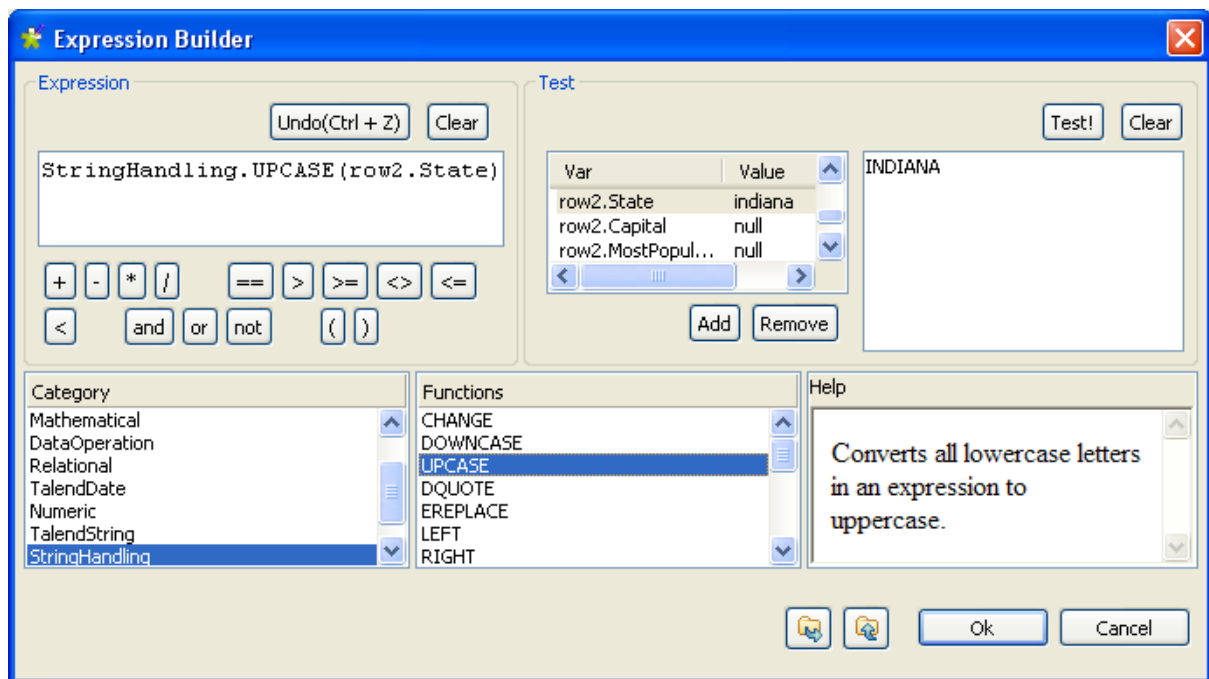 Expression Builder
Expression
Undo(Ctrl + Z) Clear
StringHandling.UPCASE(row2.State)
+ - * / == > >= <> <=
< and or not ( )
Test
Test! Clear
Var Value
row2.State indiana
row2.Capital null
row2.MostPopul... null
Add Remove
INDIANA
Category
Mathematical
DataOperation
Relational
TalendDate
Numeric
TalendString
StringHandling
Functions
CHANGE
DOWNCASE
UPCASE
DQUOTE
EREPLACE
LEFT
RIGHT
Help
Converts all lowercase letters
in an expression to
uppercase.
Ok Cancel